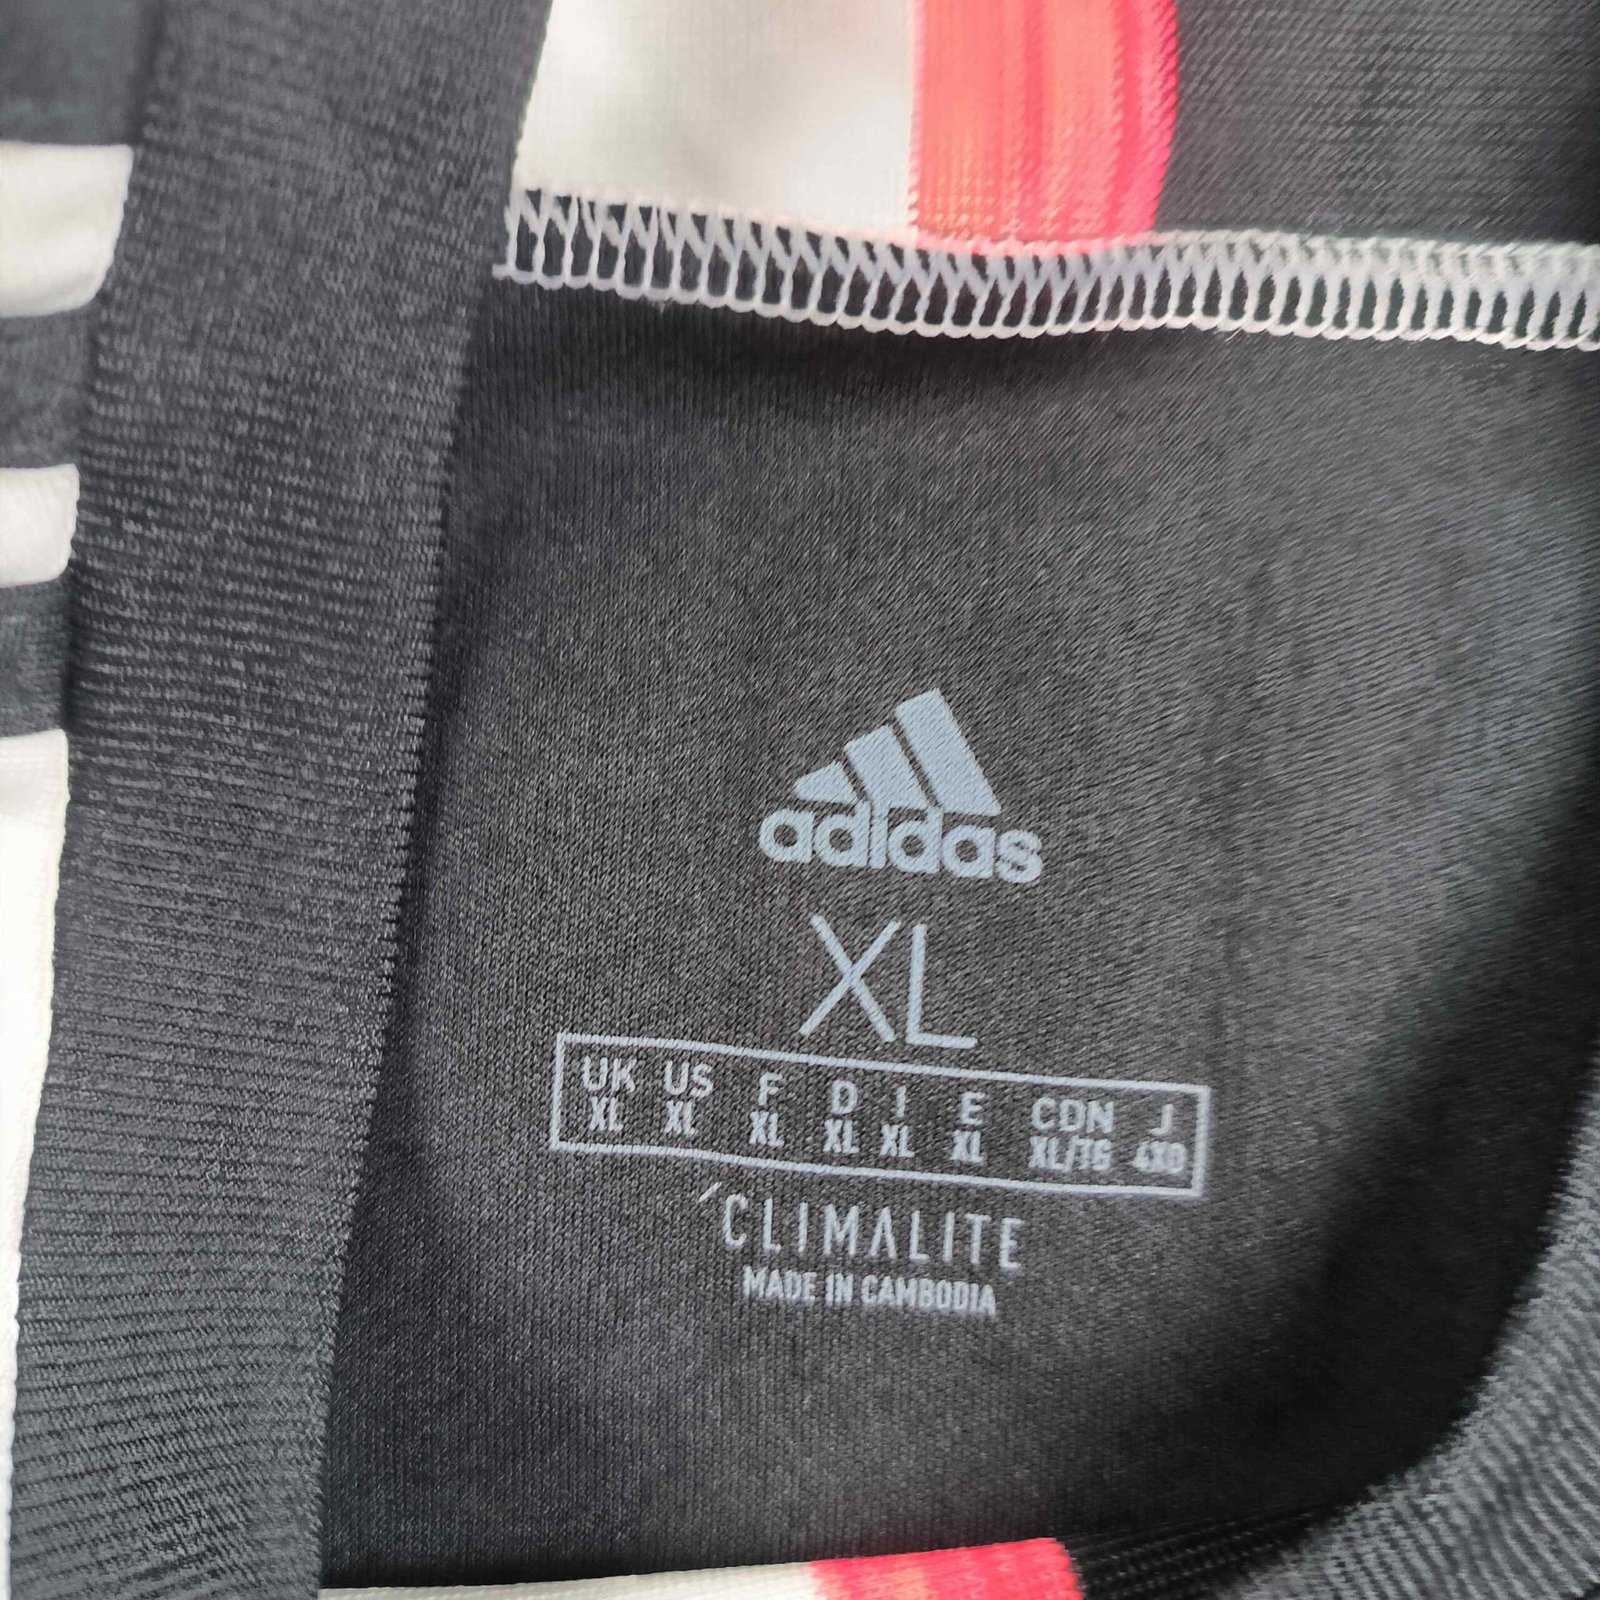 adidas
XL
UK US F D I E CDN J
XL XL XL XL XL XL XL/TG 4XO
CLIMALITE
MADE IN CAMBODIA